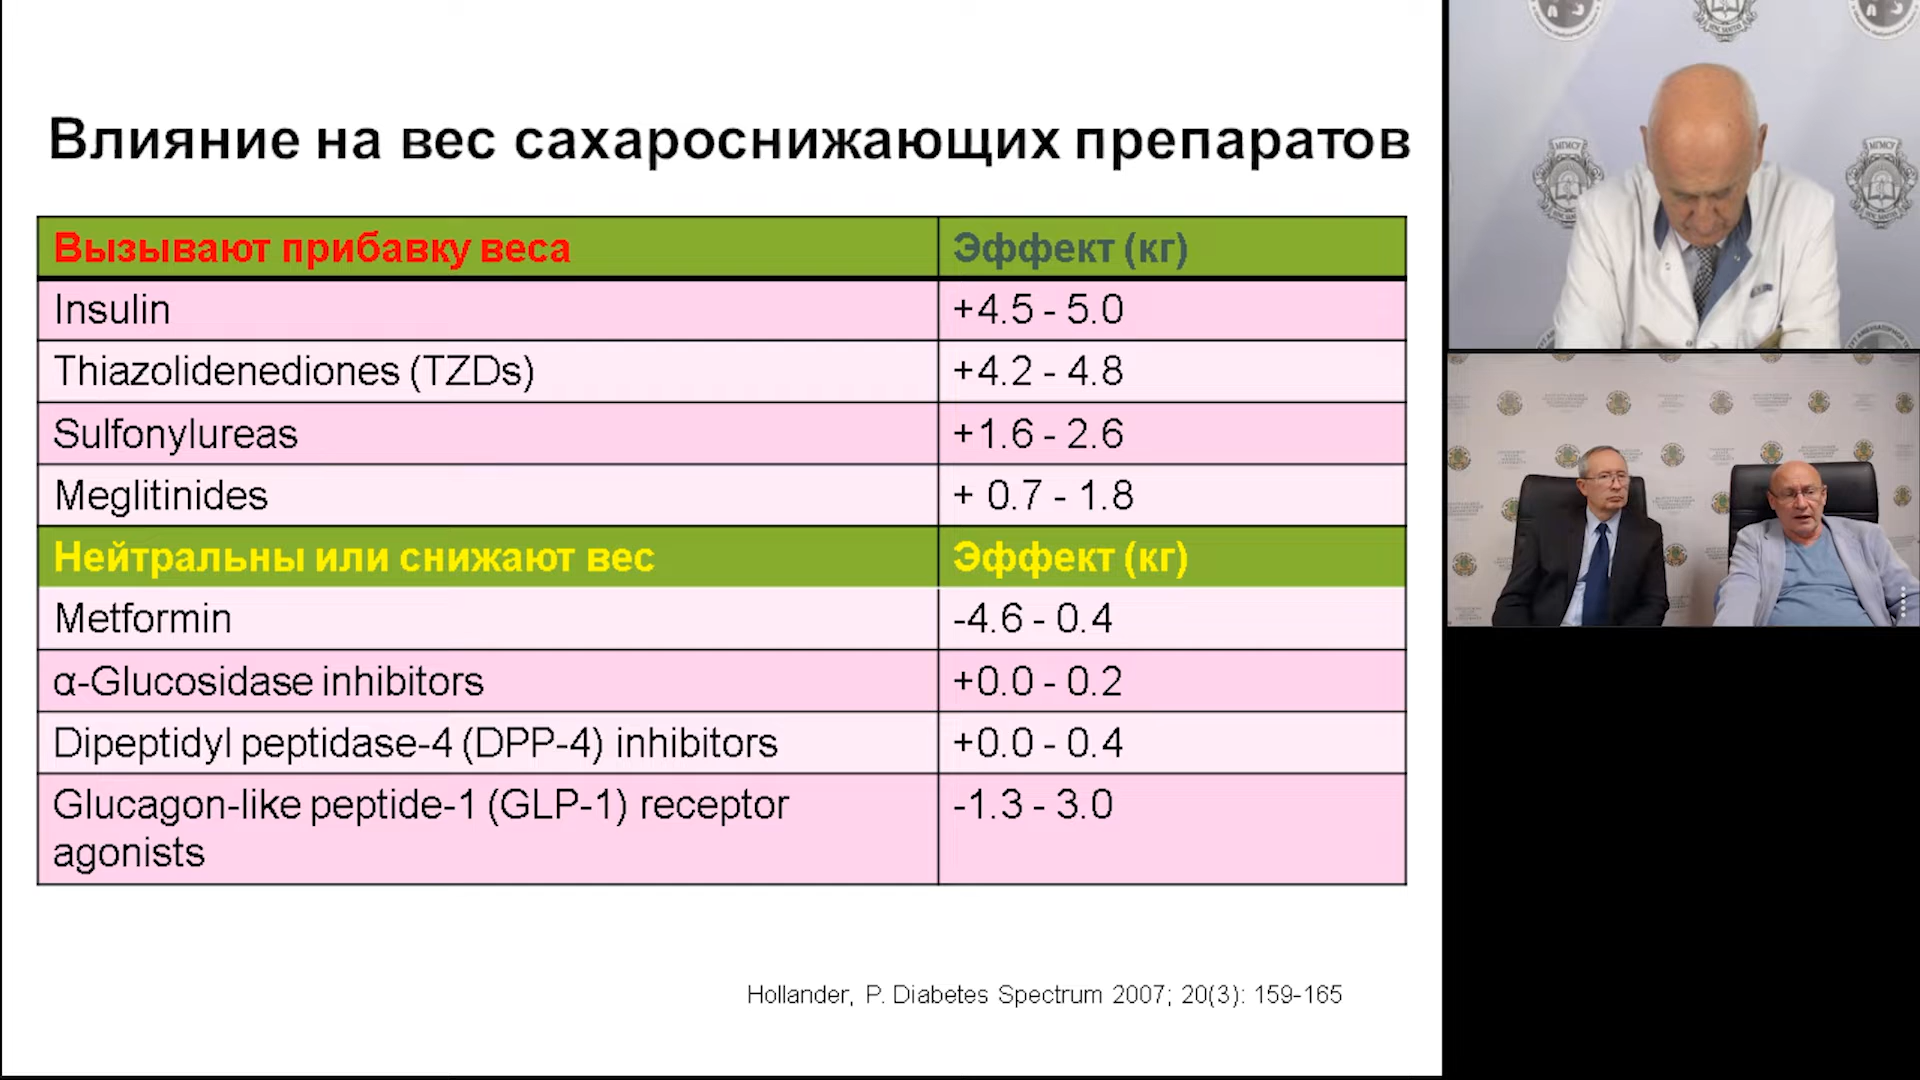 Влияние на вес сахароснижающих препаратов
Вызывают прибавку веса Эффект (кг)
Insulin +4.5 - 5.0
Thiazolidenediones (TZDs) +4.2 - 4.8
Sulfonylureas +1.6 - 2.6
Meglitinides + 0.7 - 1.8
Нейтральны или снижают вес Эффект (кг)
Metformin -4.6 - 0.4
α-Glucosidase inhibitors +0.0 - 0.2
Dipeptidyl peptidase-4 (DPP-4) inhibitors +0.0 - 0.4
Glucagon-like peptide-1 (GLP-1) receptor -1.3 - 3.0
agonists
Hollander, P. Diabetes Spectrum 2007; 20(3): 159-165
МГМСУ
МГМСУ